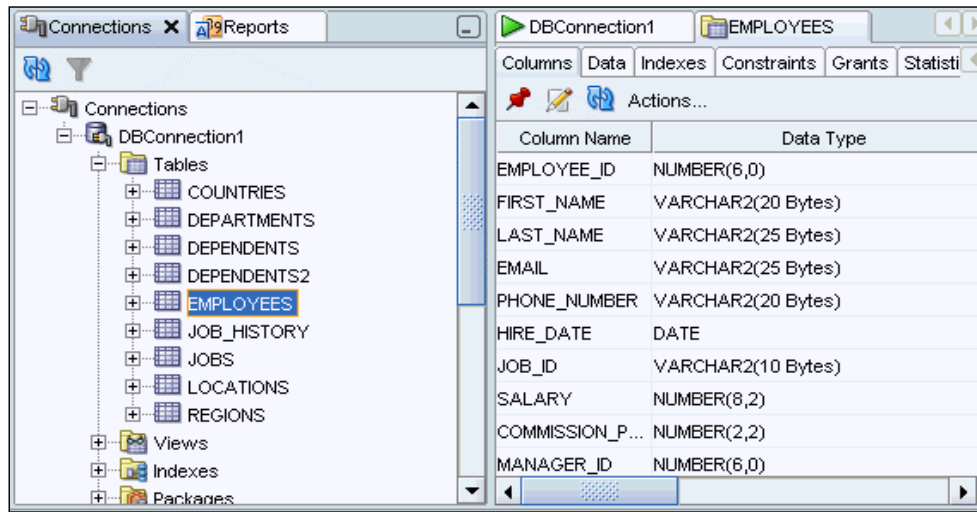 Connections Reports
Connections
DBConnection1
Tables
COUNTRIES
DEPARTMENTS
DEPENDENTS
DEPENDENTS2
EMPLOYEES
JOB_HISTORY
JOBS
LOCATIONS
REGIONS
Views
Indexes
Packages
DBConnection1 EMPLOYEES
Columns Data Indexes Constraints Grants Statisti
Actions...
Column Name Data Type
EMPLOYEE_ID NUMBER(6,0)
FIRST_NAME VARCHAR2(20 Bytes)
LAST_NAME VARCHAR2(25 Bytes)
EMAIL VARCHAR2(25 Bytes)
PHONE_NUMBER VARCHAR2(20 Bytes)
HIRE_DATE DATE
JOB_ID VARCHAR2(10 Bytes)
SALARY NUMBER(8,2)
COMMISSION_P... NUMBER(2,2)
MANAGER_ID NUMBER(6,0)